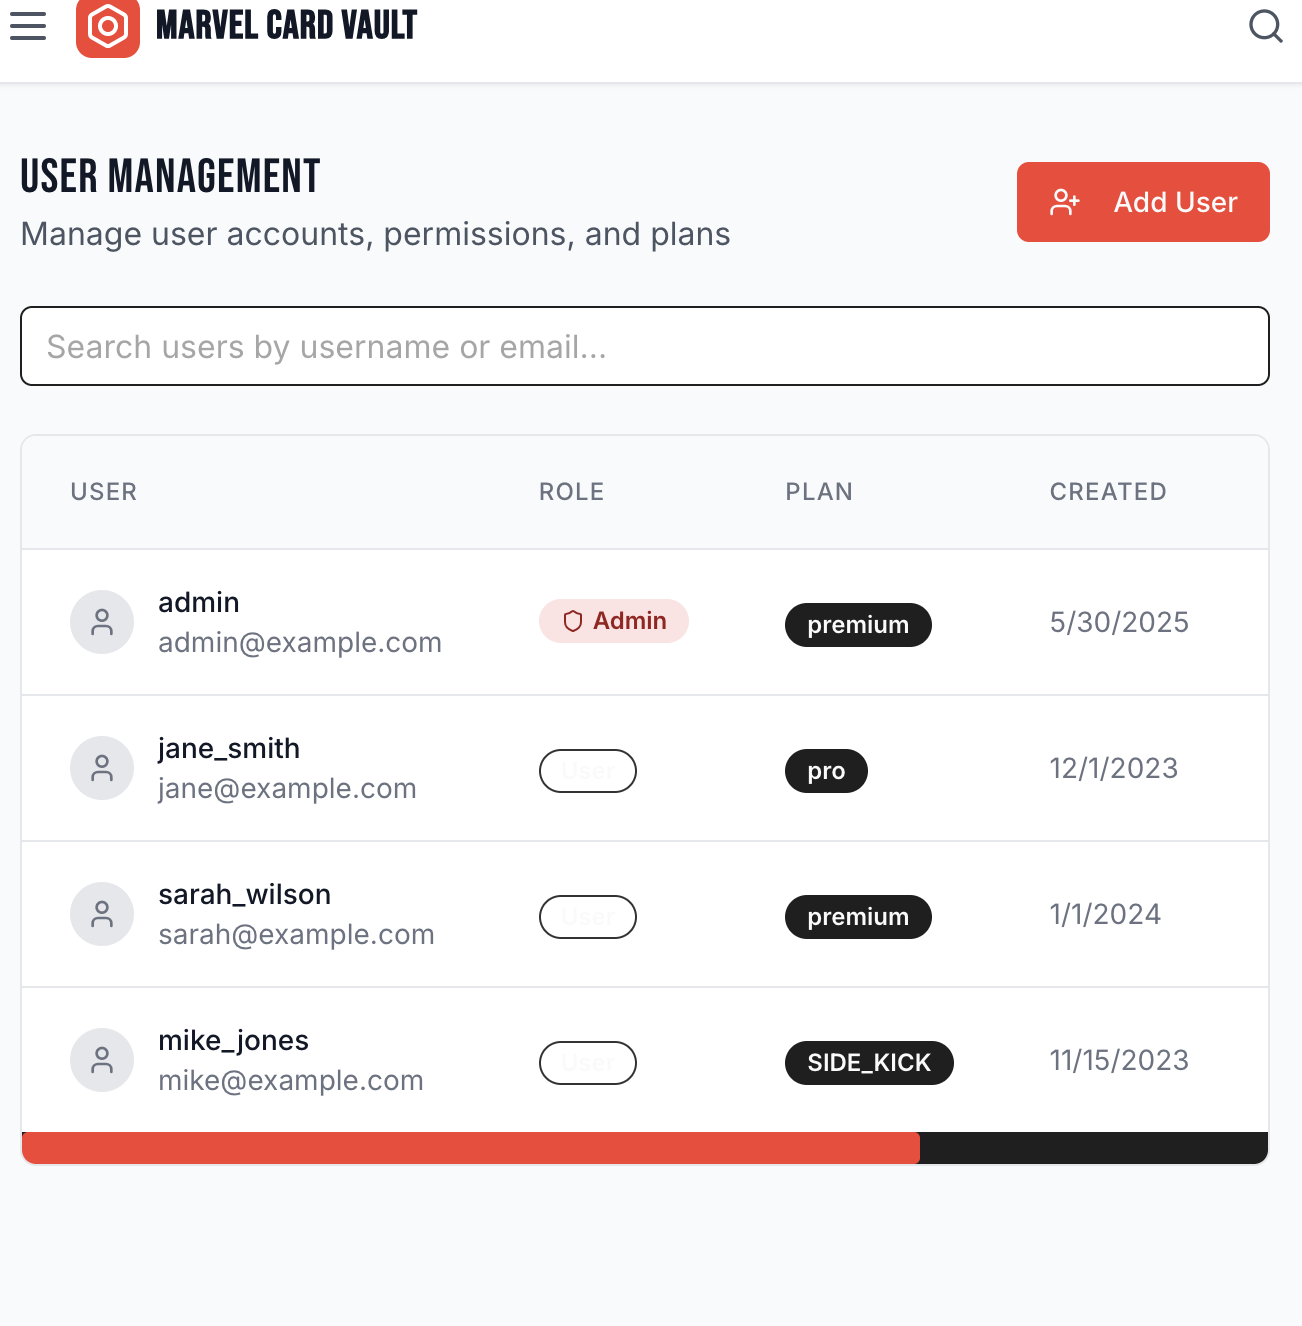 MARVEL CARD VAULT
USER MANAGEMENT
Manage user accounts, permissions, and plans
Add User
Search users by username or email...
USER ROLE PLAN CREATED
admin
admin@example.com
Admin
premium
5/30/2025
jane_smith
jane@example.com
User
pro
12/1/2023
sarah_wilson
sarah@example.com
User
premium
1/1/2024
mike_jones
mike@example.com
User
SIDE_KICK
11/15/2023